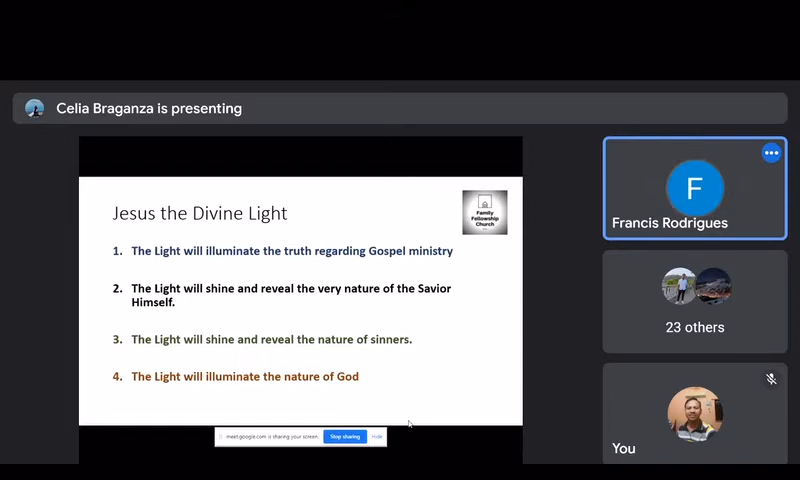 Celia Braganza is presenting
Jesus the Divine Light
Family
Fellowship
Church
1. The Light will illuminate the truth regarding Gospel ministry
2. The Light will shine and reveal the very nature of the Savior
Himself.
3. The Light will shine and reveal the nature of sinners.
4. The Light will illuminate the nature of God
meet.google.com is sharing your screen.
Stop sharing
Hide
F
Francis Rodrigues
23 others
You